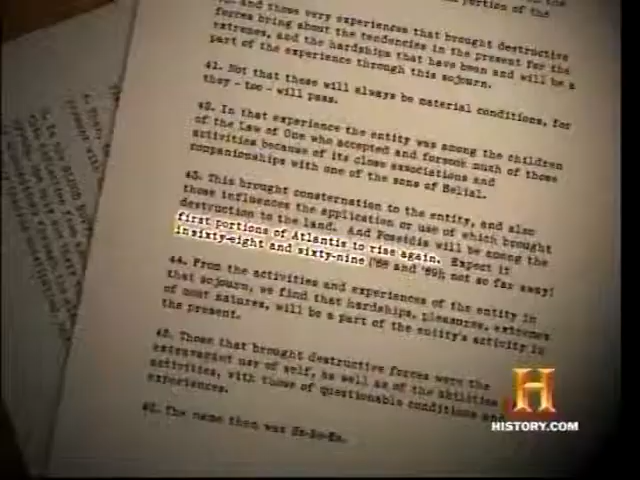 portion of the
40. And those very experiences that brought destructive
forces bring about the tendencies in the present for the
extremes, and the hardships that have been and will be a
part of the experience through this sojourn.
41. Not that these will always be material conditions, for
they - too - will pass.
42. In that experience the entity was among the children
of the Law of One who accepted and forsook much of those
activities because of its close associations and
companionships with one of the sons of Belial.
43. This brought consternation to the entity, and also
those influences the application or use of which brought
destruction to the land. And Poseidia will be among the
first portions of Atlantis to rise again. Expect it
in sixty-eight and sixty-nine ('68 and '69); not so far away!
44. From the activities and experiences of the entity in
that sojourn, we find that hardships, pleasures, extremes
of most natures, will be a part of the entity's activity in
the present.
45. Those that brought destructive forces were the
extravagant use of self, as well as of the abilities
activities, with those of questionable conditions and
experiences.
46. The name then was
H
HISTORY.COM